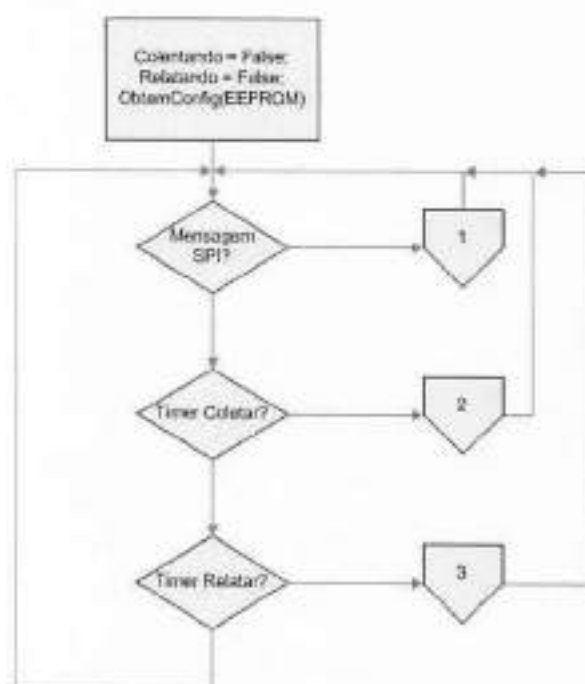 Coletando = False;
Relatando = False;
ObtemConfig(EEPROM)
Mensagem
SPI?
1
Timer Coletar?
2
Timer Relatar?
3